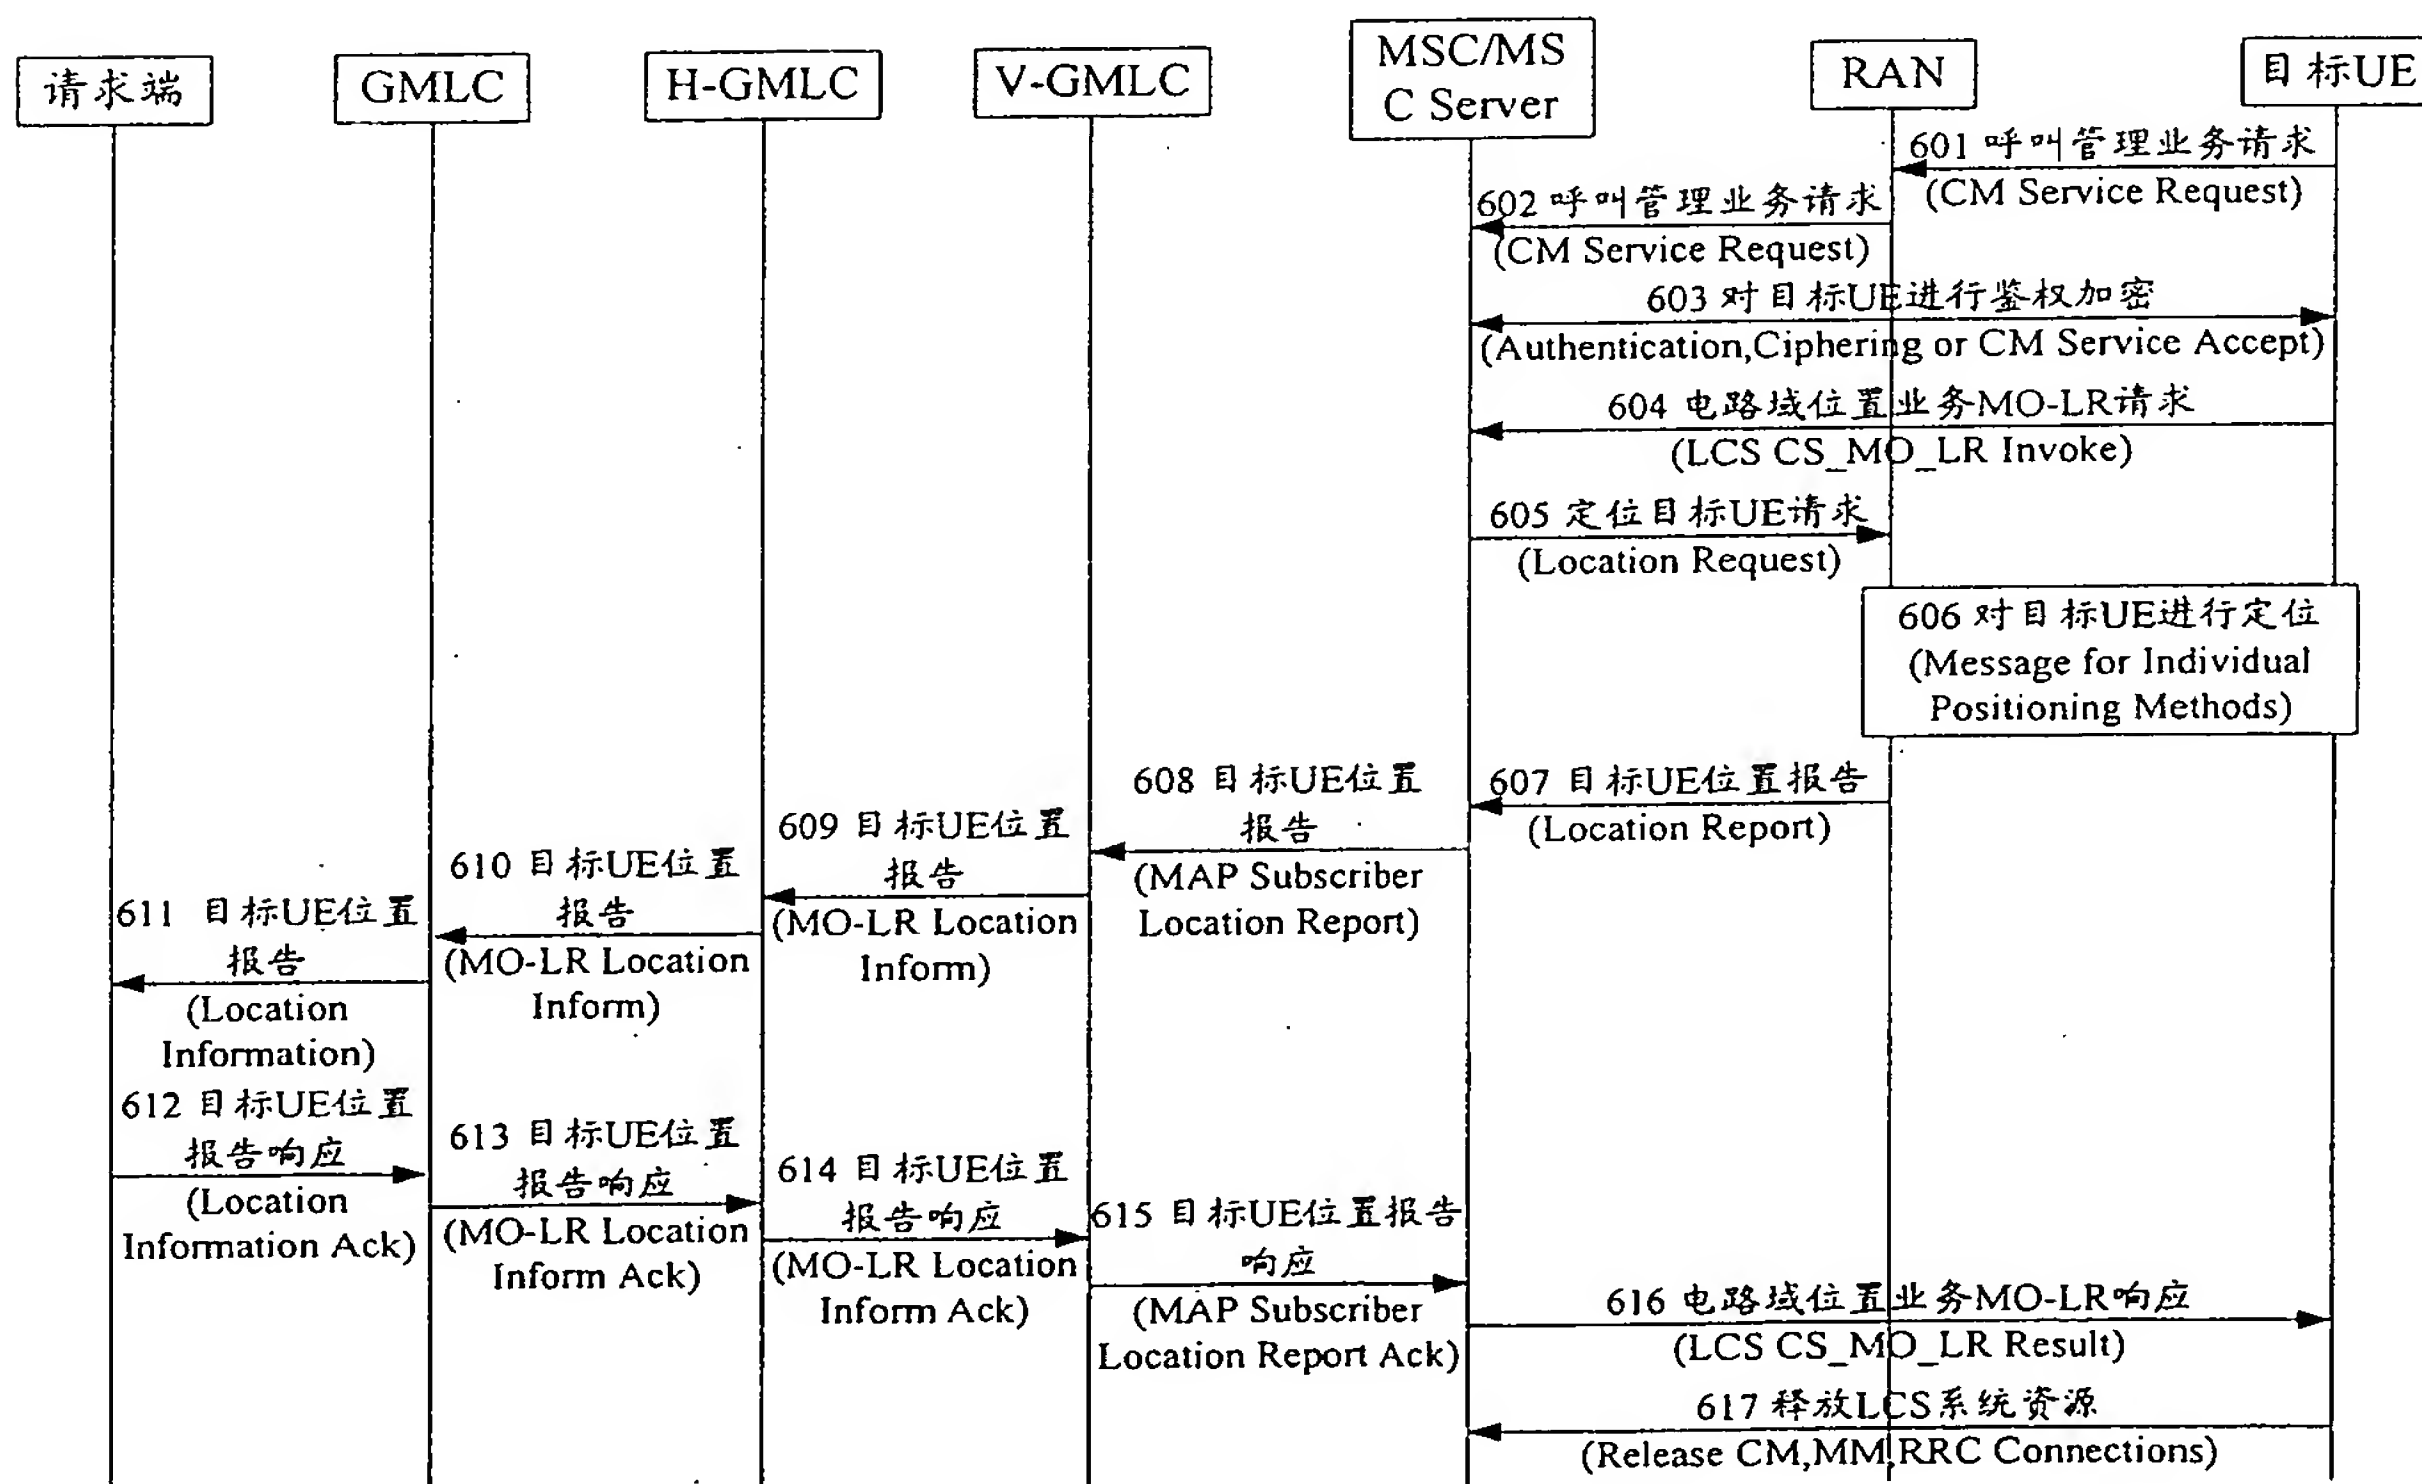 请求端
GMLC
H-GMLC
V-GMLC
MSC/MS
C Server
RAN
目标UE
601 呼叫管理业务请求
(CM Service Request)
602 呼叫管理业务请求
(CM Service Request)
603 对目标UE进行鉴权加密
(Authentication,Ciphering or CM Service Accept)
604 电路域位置业务MO-LR请求
(LCS CS_MO_LR Invoke)
605 定位目标UE请求
(Location Request)
606 对目标UE进行定位
(Message for Individual
Positioning Methods)
607 目标UE位置报告
(Location Report)
608 目标UE位置
报告
(MAP Subscriber
Location Report)
609 目标UE位置
报告
(MO-LR Location
Inform)
610 目标UE位置
报告
(MO-LR Location
Inform)
611 目标UE位置
报告
(Location
Information)
612 目标UE位置
报告响应
(Location
Information Ack)
613 目标UE位置
报告响应
(MO-LR Location
Inform Ack)
614 目标UE位置
报告响应
(MO-LR Location
Inform Ack)
615 目标UE位置报告
响应
(MAP Subscriber
Location Report Ack)
616 电路域位置业务MO-LR响应
(LCS CS_MO_LR Result)
617 释放LCS系统资源
(Release CM,MM,RRC Connections)